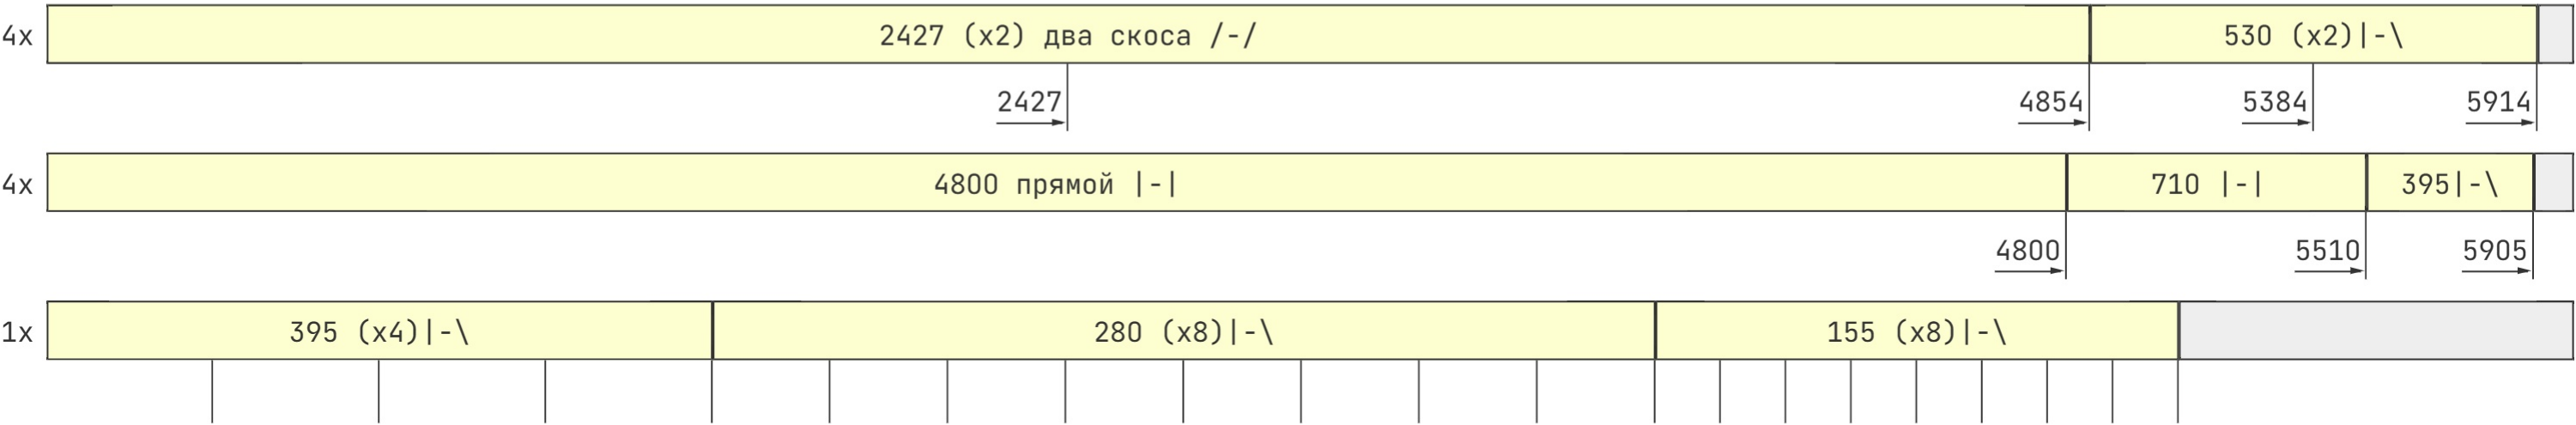 4x 2427 (x2) два скоса /-/ 530 (x2)|-\
2427 4854 5384 5914
4x 4800 прямой |-| 710 |-| 395|-\
4800 5510 5905
1x 395 (x4)|-\ 280 (x8)|-\ 155 (x8)|-\